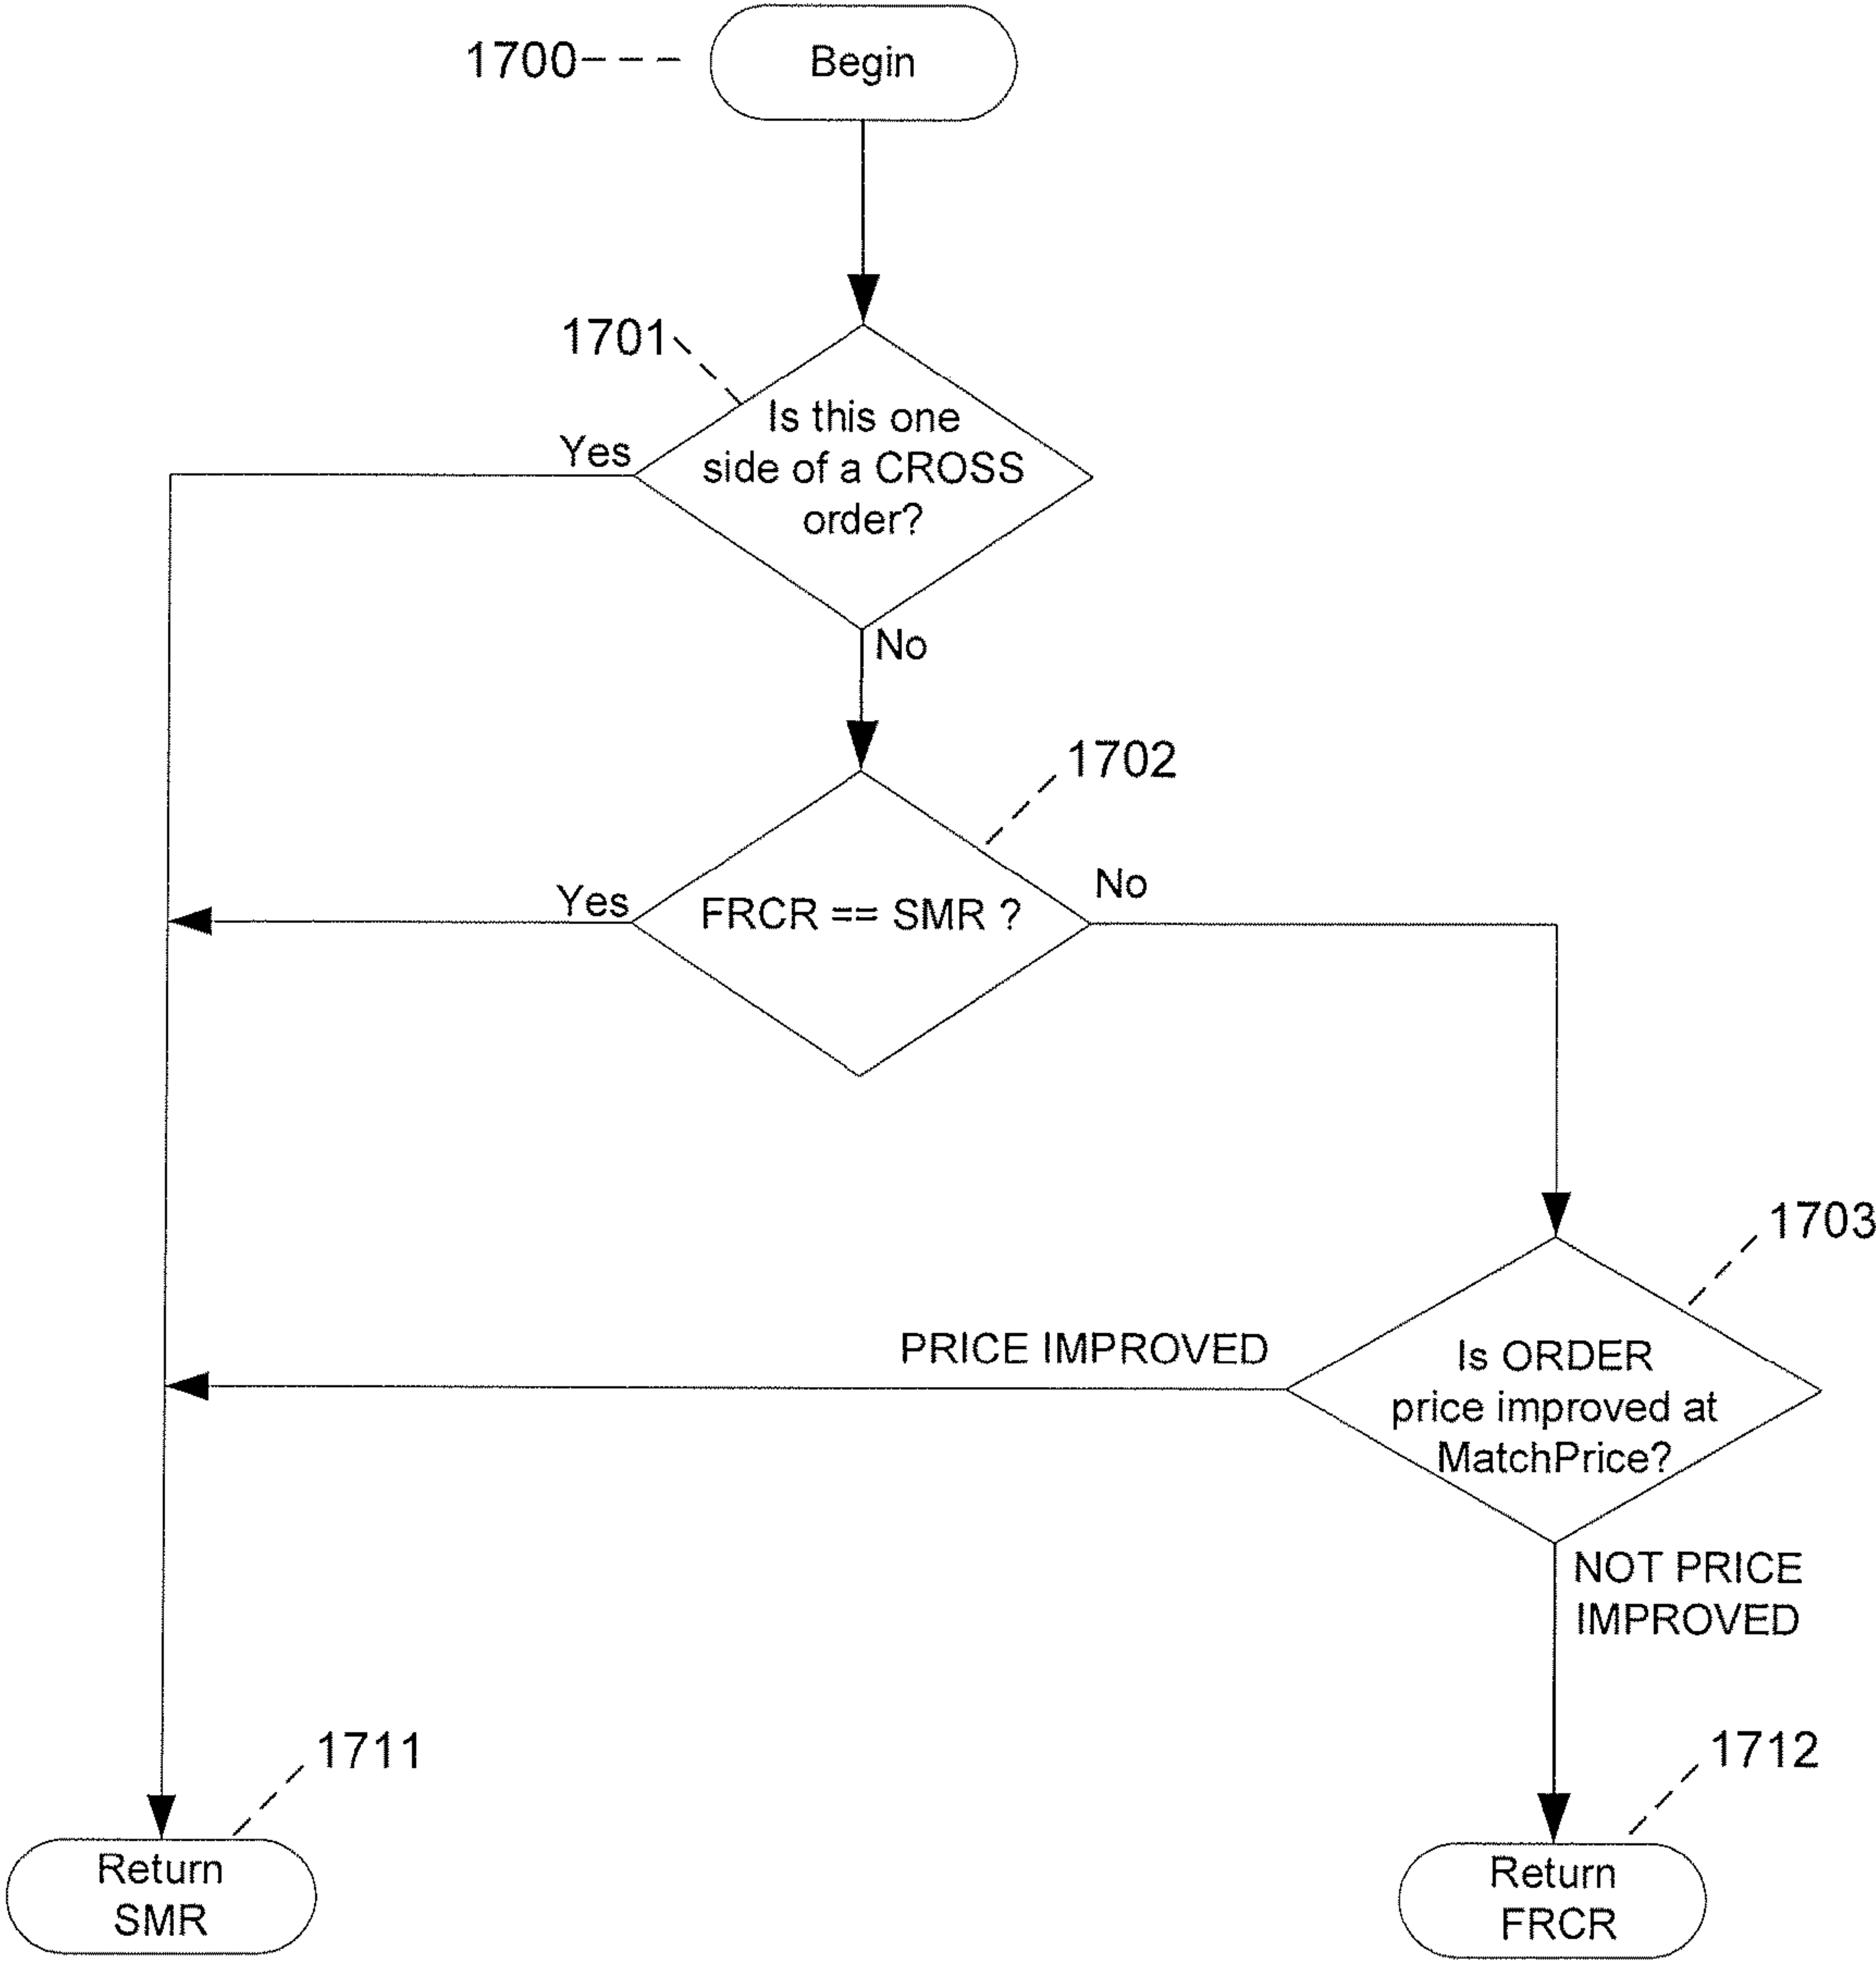 1700
Begin
1701
Is this one
side of a CROSS
order?
Yes
No
1702
FRCR == SMR ?
Yes
No
1703
Is ORDER
price improved at
MatchPrice?
PRICE IMPROVED
NOT PRICE
IMPROVED
1711
Return
SMR
1712
Return
FRCR